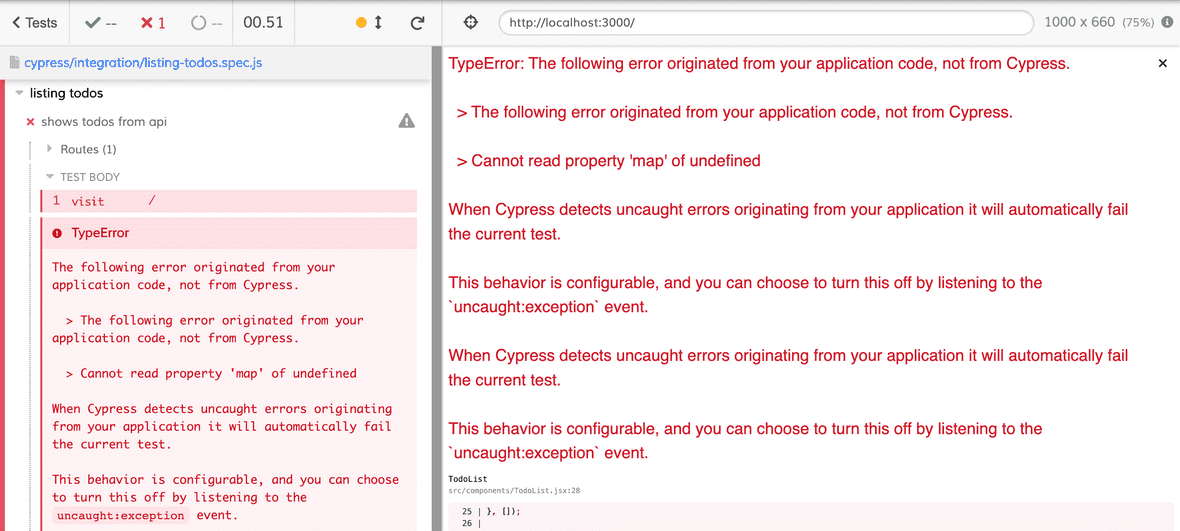 Tests
--
1
--
00.51
http://localhost:3000/
1000 x 660 (75%)
cypress/integration/listing-todos.spec.js
listing todos
shows todos from api
Routes (1)
TEST BODY
1 visit /
TypeError
The following error originated from your
application code, not from Cypress.
> The following error originated from your
application code, not from Cypress.
> Cannot read property 'map' of undefined
When Cypress detects uncaught errors originating
from your application it will automatically fail
the current test.
This behavior is configurable, and you can choose
to turn this off by listening to the
uncaught:exception event.
TypeError: The following error originated from your application code, not from Cypress.
> The following error originated from your application code, not from Cypress.
> Cannot read property 'map' of undefined
When Cypress detects uncaught errors originating from your application it will automatically fail
the current test.
This behavior is configurable, and you can choose to turn this off by listening to the
`uncaught:exception` event.
When Cypress detects uncaught errors originating from your application it will automatically fail
the current test.
This behavior is configurable, and you can choose to turn this off by listening to the
`uncaught:exception` event.
TodoList
src/components/TodoList.jsx:28
25 | }, []);
26 |